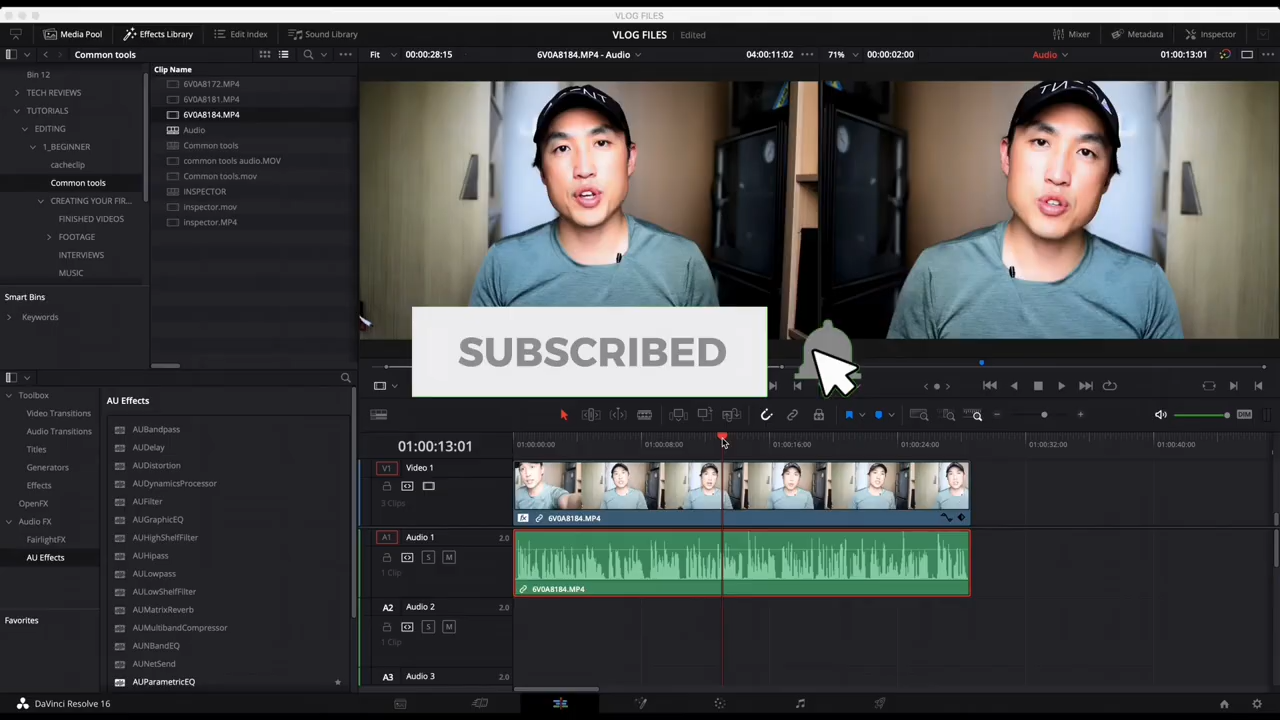 VLOG FILES
Media Pool
Effects Library
Edit Index
Sound Library
VLOG FILES
Edited
Mixer
Metadata
Inspector
Common tools
Fit
00:00:28:15
6V0A8184.MP4 - Audio
04:00:11:02
71%
00:00:02:00
Audio
01:00:13:01
Bin 12
TECH REVIEWS
TUTORIALS
EDITING
1_BEGINNER
cacheclip
Common tools
CREATING YOUR FIR...
FINISHED VIDEOS
FOOTAGE
INTERVIEWS
MUSIC
Smart Bins
Keywords
Clip Name
6V0A8172.MP4
6V0A8181.MP4
6V0A8184.MP4
Audio
Common tools
common tools audio.MOV
Common tools.mov
INSPECTOR
inspector.mov
inspector.MP4
SUBSCRIBED
Toolbox
Video Transitions
Audio Transitions
Titles
Generators
Effects
OpenFX
Audio FX
FairlightFX
AU Effects
Favorites
AU Effects
AUBandpass
AUDelay
AUDistortion
AUDynamicsProcessor
AUFilter
AUGraphicEQ
AUHighShelfFilter
AUHipass
AULowpass
AULowShelfFilter
AUMatrixReverb
AUMultibandCompressor
AUNBandEQ
AUNetSend
AUParametricEQ
DIM
01:00:13:01
01:00:00:00
01:00:08:00
01:00:16:00
01:00:24:00
01:00:32:00
01:00:40:00
V1
Video 1
3 Clips
6V0A8184.MP4
A1
Audio 1
2.0
S
M
1 Clip
6V0A8184.MP4
A2
Audio 2
2.0
S
M
1 Clip
A3
Audio 3
2.0
DaVinci Resolve 16